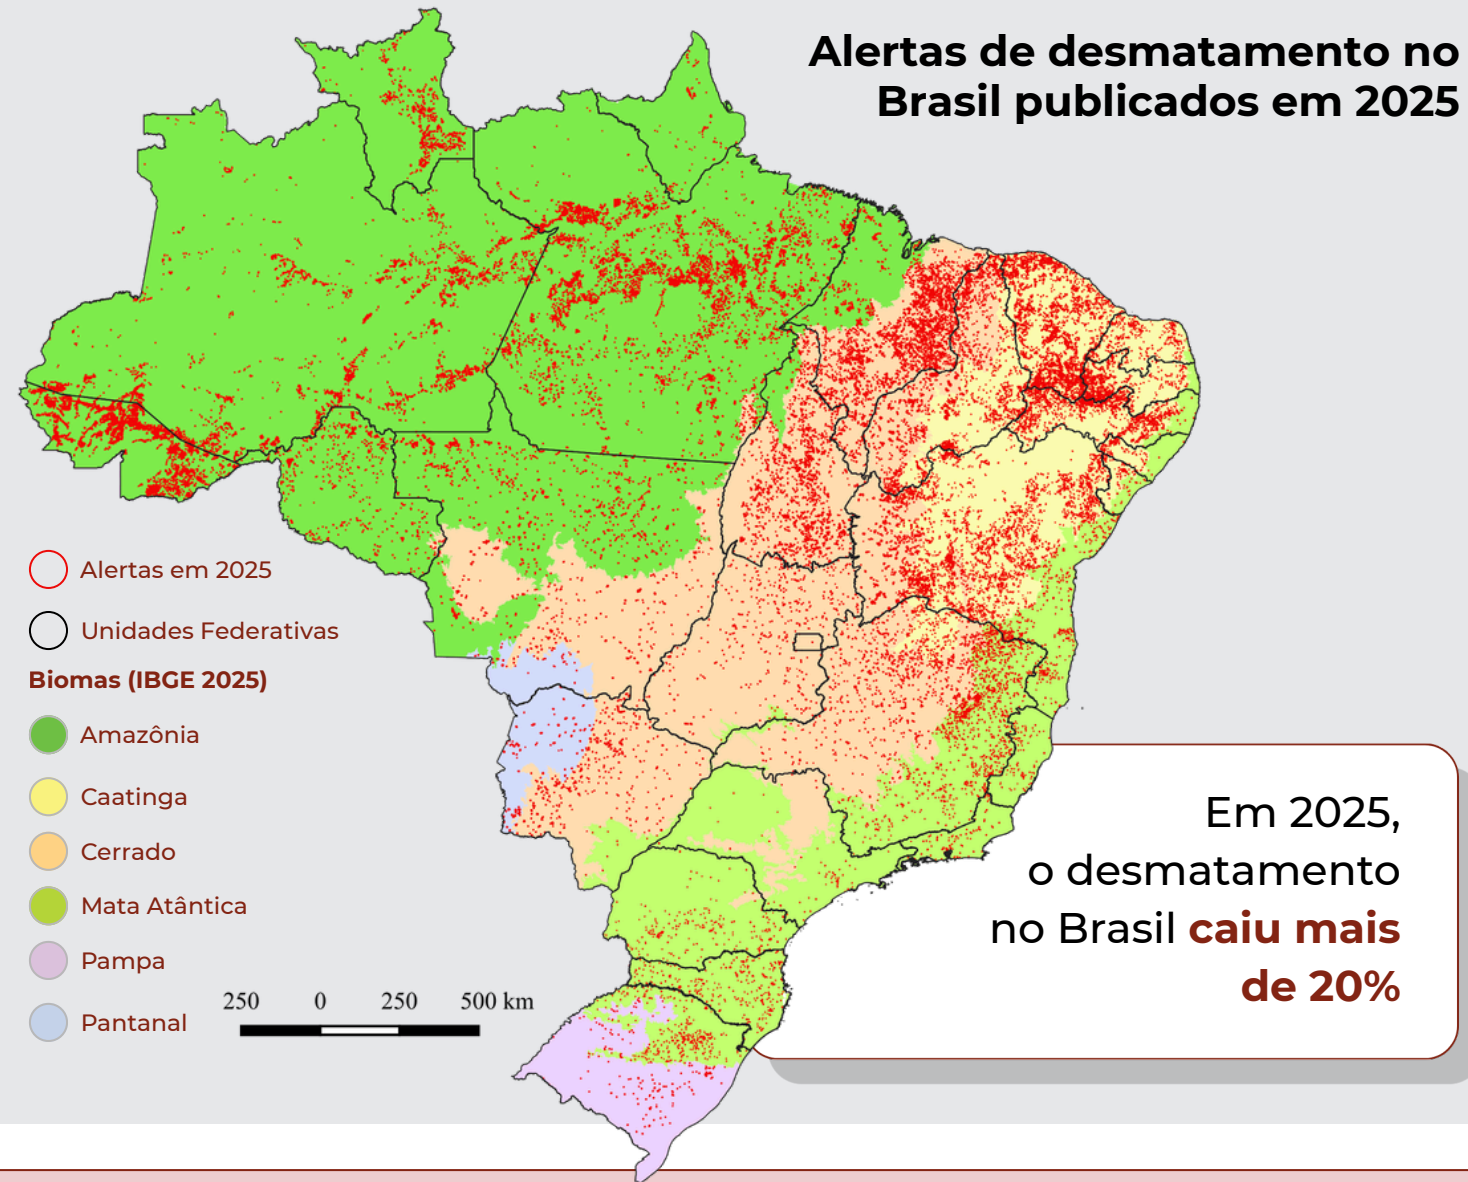 Alertas de desmatamento no
Brasil publicados em 2025
Alertas em 2025
Unidades Federativas
Biomas (IBGE 2025)
Amazônia
Caatinga
Cerrado
Mata Atântica
Pampa
Pantanal
250 0 250 500 km
Em 2025,
o desmatamento
no Brasil caiu mais
de 20%